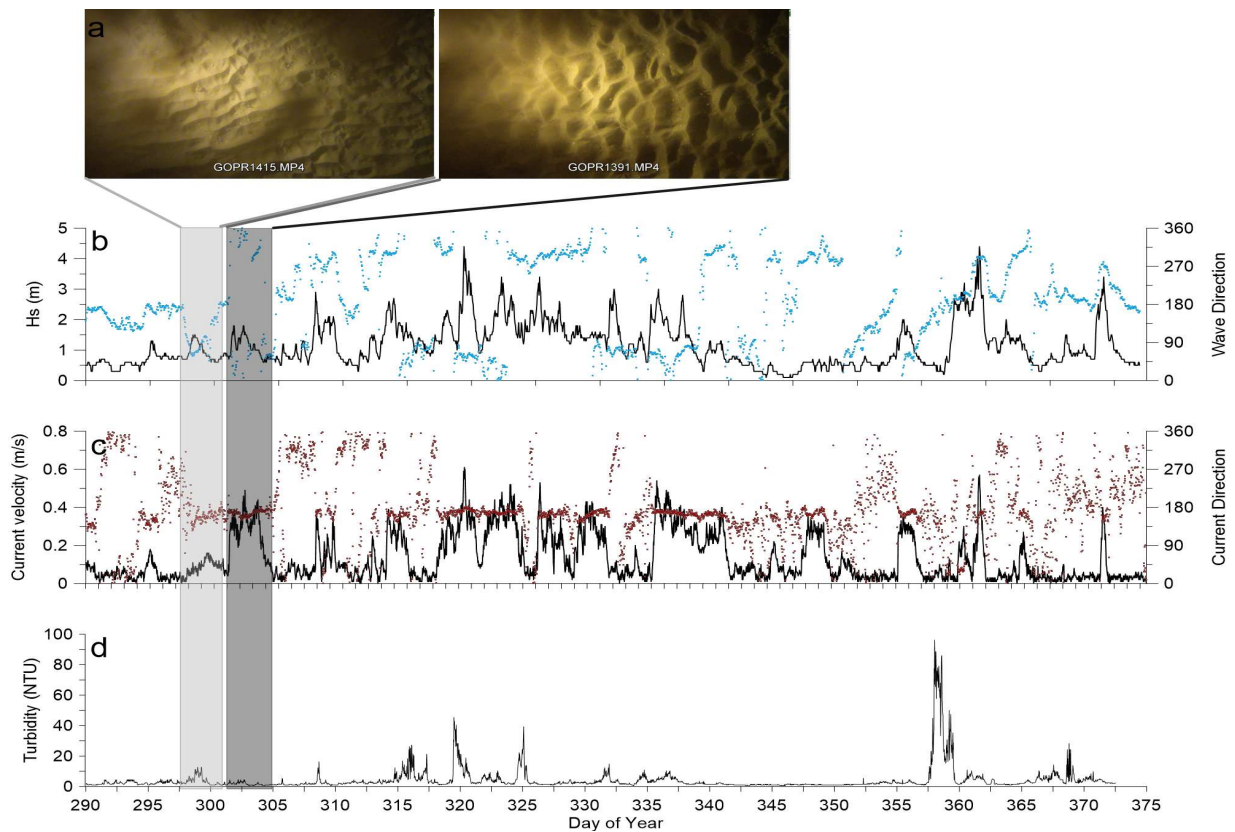 a
GOPR1415.MP4
GOPR1391.MP4
b
Hs (m)
5
4
3
2
1
0
360
270
180
90
0
Wave Direction
c
Current velocity (m/s)
0.8
0.6
0.4
0.2
0
360
270
180
90
0
Current Direction
d
Turbidity (NTU)
100
80
60
40
20
0
290 295 300 305 310 315 320 325 330 335 340 345 350 355 360 365 370 375
Day of Year